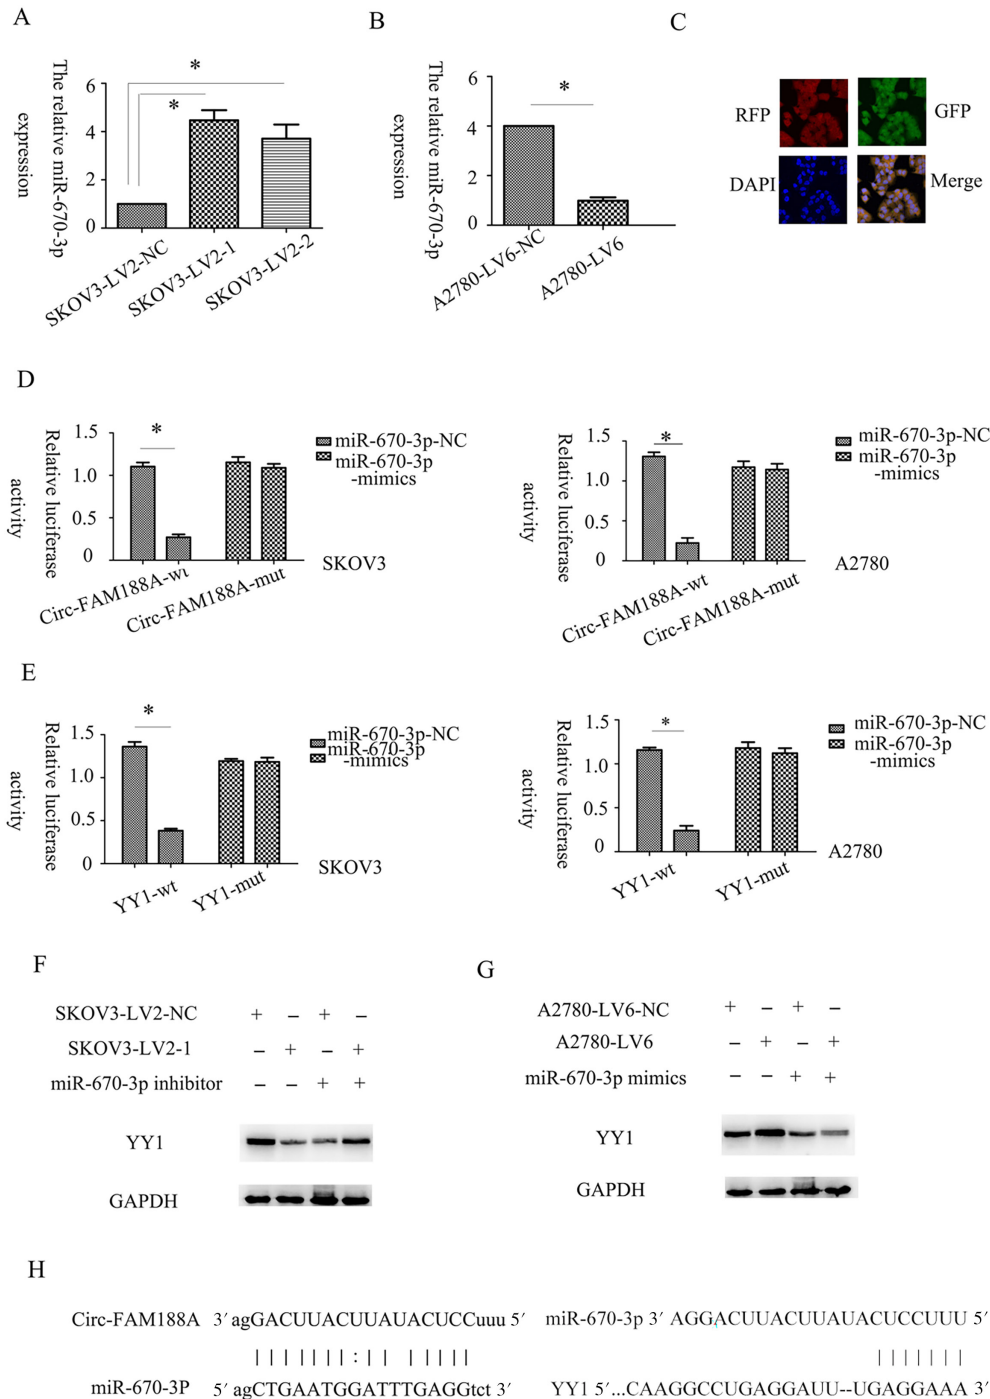 A
The relative miR-670-3p
expression
6
4
2
0
*
*
SKOV3-LV2-NC
SKOV3-LV2-1
SKOV3-LV2-2
B
The relative miR-670-3p
expression
6
4
2
0
*
A2780-LV6-NC
A2780-LV6
C
RFP
GFP
DAPI
Merge
D
Relative luciferase
activity
1.5
1.0
0.5
0
*
Circ-FAM188A-wt
Circ-FAM188A-mut
miR-670-3p-NC
miR-670-3p
-mimics
SKOV3
Relative luciferase
activity
1.5
1.0
0.5
0
*
Circ-FAM188A-wt
Circ-FAM188A-mut
miR-670-3p-NC
miR-670-3p
-mimics
A2780
E
Relative luciferase
activity
1.5
1.0
0.5
0
*
YY1-wt
YY1-mut
miR-670-3p-NC
miR-670-3p
-mimics
SKOV3
Relative luciferase
activity
1.5
1.0
0.5
0
*
YY1-wt
YY1-mut
miR-670-3p-NC
miR-670-3p
-mimics
A2780
F
SKOV3-LV2-NC + – + –
SKOV3-LV2-1 – + – +
miR-670-3p inhibitor – – + +
YY1
GAPDH
G
A2780-LV6-NC + – + –
A2780-LV6 – + – +
miR-670-3p mimics – – + +
YY1
GAPDH
H
Circ-FAM188A 3′ agGACUUACUUAUACUCCuuu 5′
| | | | | | | : | | | | | | |
miR-670-3P 5′ agCTGAATGGATTTGAGGtct 3′
miR-670-3p 3′ AGGACUUACUUAUACUCCUUU 5′
| | | | | | |
YY1 5′...CAAGGCCUGAGGAUU--UGAGGAAA 3′